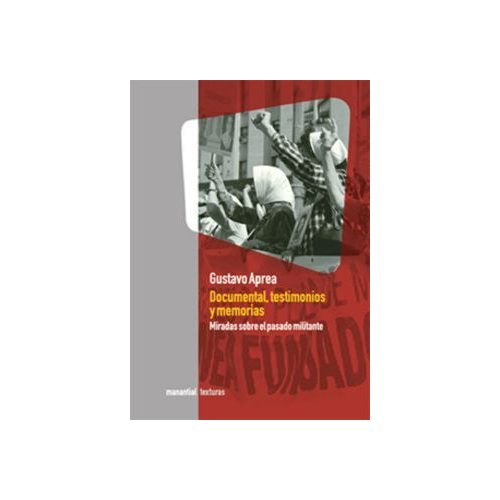 Gustavo Aprea
Documental, testimonios
y memorias
Miradas sobre el pasado militante
manantial texturas